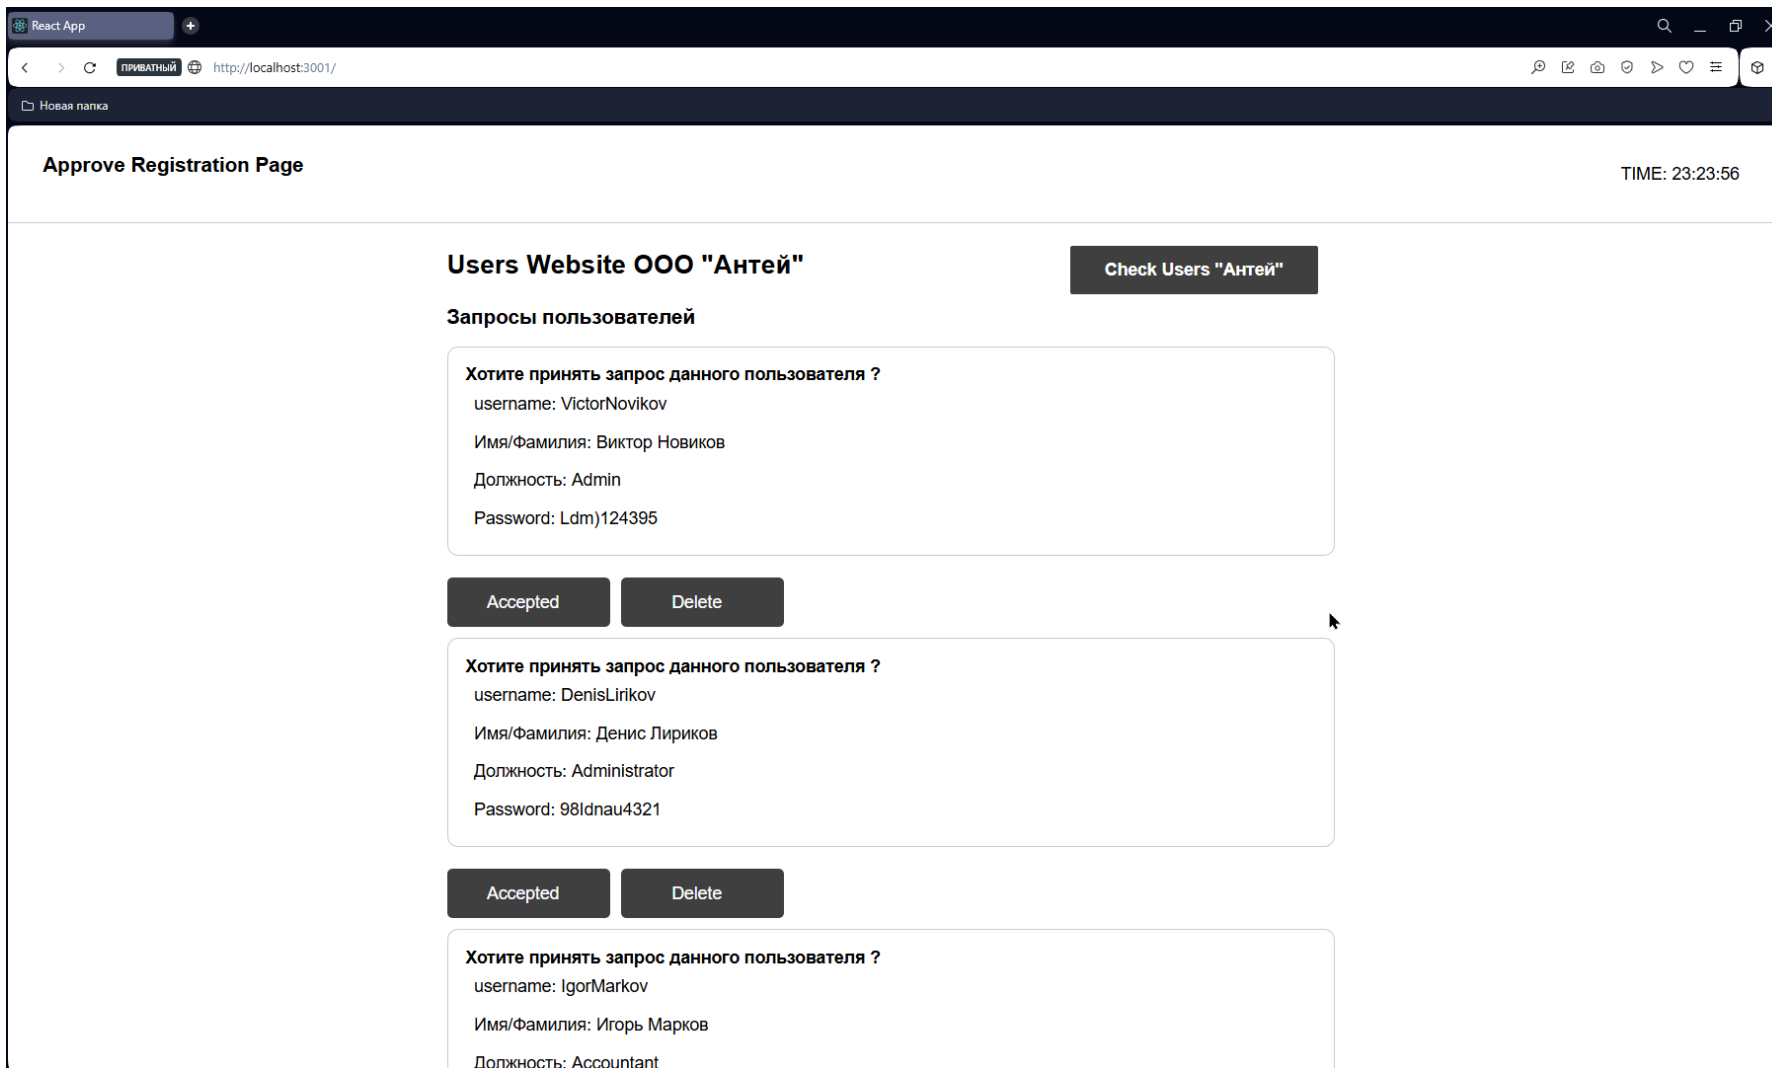 React App
ПРИВАТНЫЙ http://localhost:3001/
Новая папка
Approve Registration Page
TIME: 23:23:56
Users Website ООО "Антей"
Check Users "Антей"
Запросы пользователей
Хотите принять запрос данного пользователя ?
username: VictorNovikov
Имя/Фамилия: Виктор Новиков
Должность: Admin
Password: Ldm)124395
Accepted Delete
Хотите принять запрос данного пользователя ?
username: DenisLirikov
Имя/Фамилия: Денис Лириков
Должность: Administrator
Password: 98ldnau4321
Accepted Delete
Хотите принять запрос данного пользователя ?
username: IgorMarkov
Имя/Фамилия: Игорь Марков
Должность: Accountant